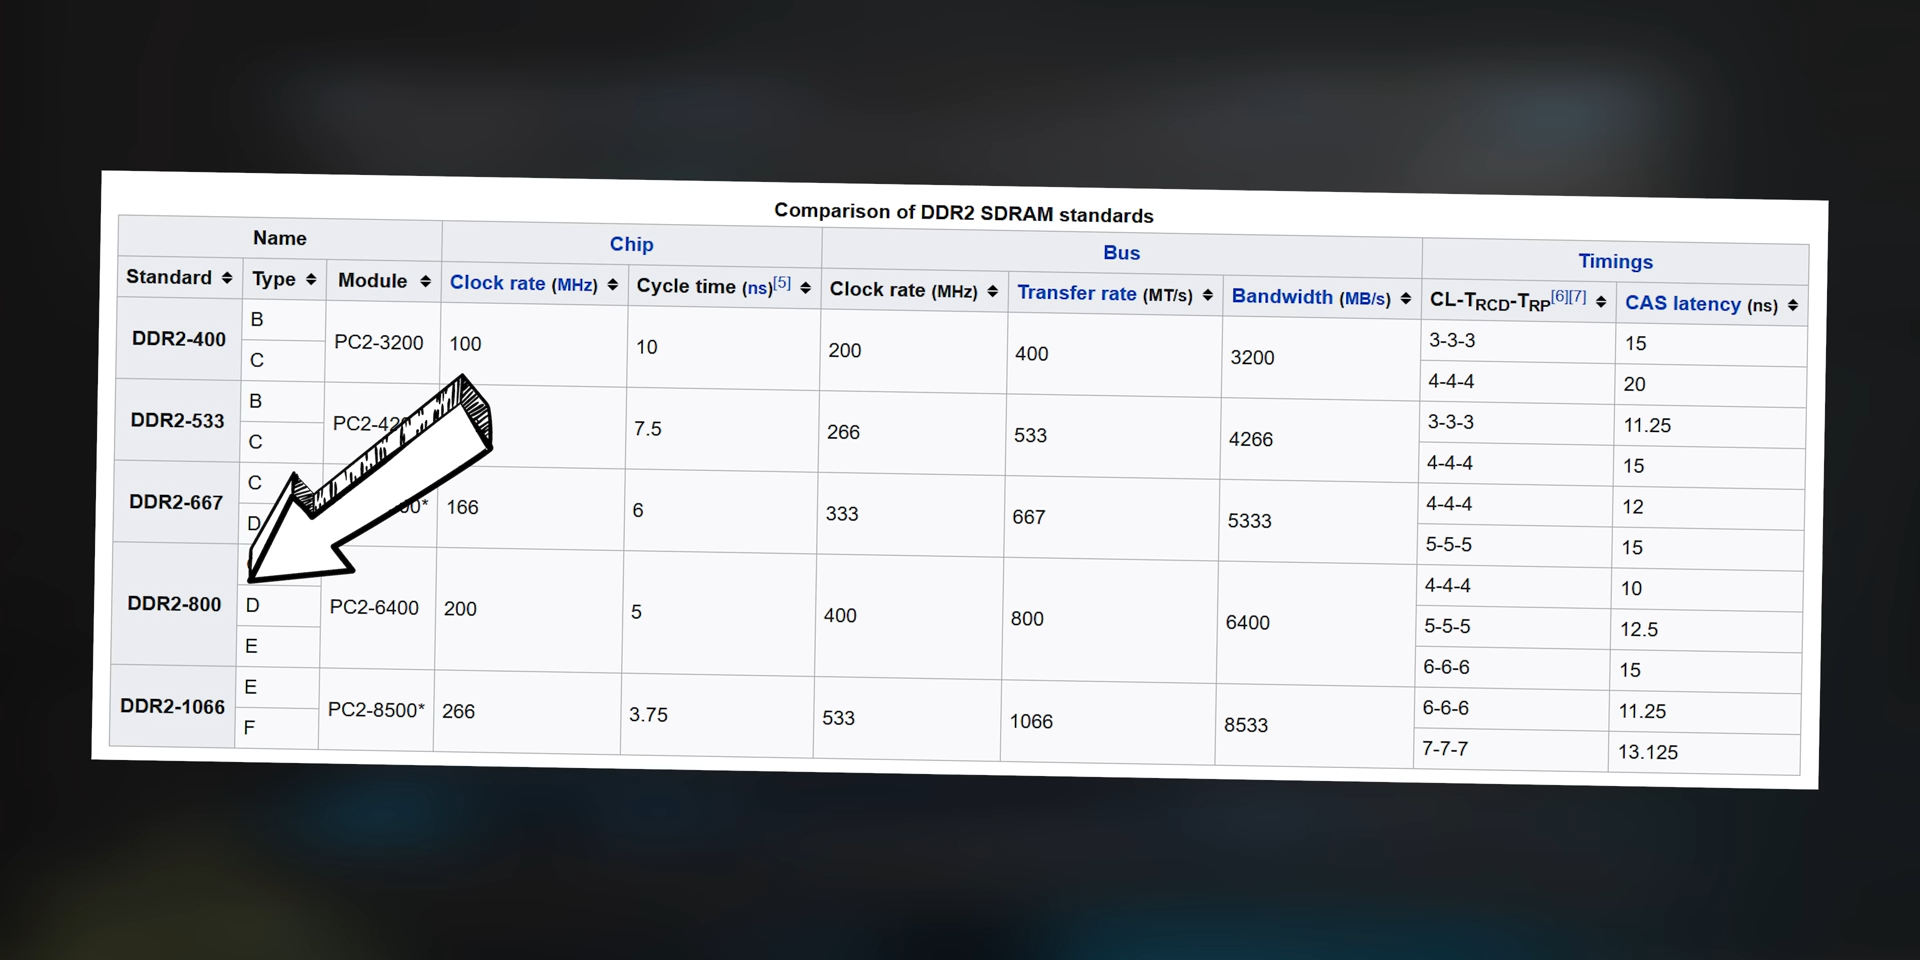 Comparison of DDR2 SDRAM standards
Name Chip Bus Timings
Standard Type Module Clock rate (MHz) Cycle time (ns)[5] Clock rate (MHz) Transfer rate (MT/s) Bandwidth (MB/s) CL-TRCD-TRP[6][7] CAS latency (ns)
DDR2-400 B PC2-3200 100 10 200 400 3200 3-3-3 15
C 4-4-4 20
DDR2-533 B 7.5 266 533 4266 3-3-3 11.25
C 4-4-4 15
DDR2-667 C 166 6 333 667 5333 4-4-4 12
D 5-5-5 15
DDR2-800 PC2-6400 200 5 400 800 6400 4-4-4 10
D 5-5-5 12.5
E 6-6-6 15
DDR2-1066 E PC2-8500* 266 3.75 533 1066 8533 6-6-6 11.25
F 7-7-7 13.125